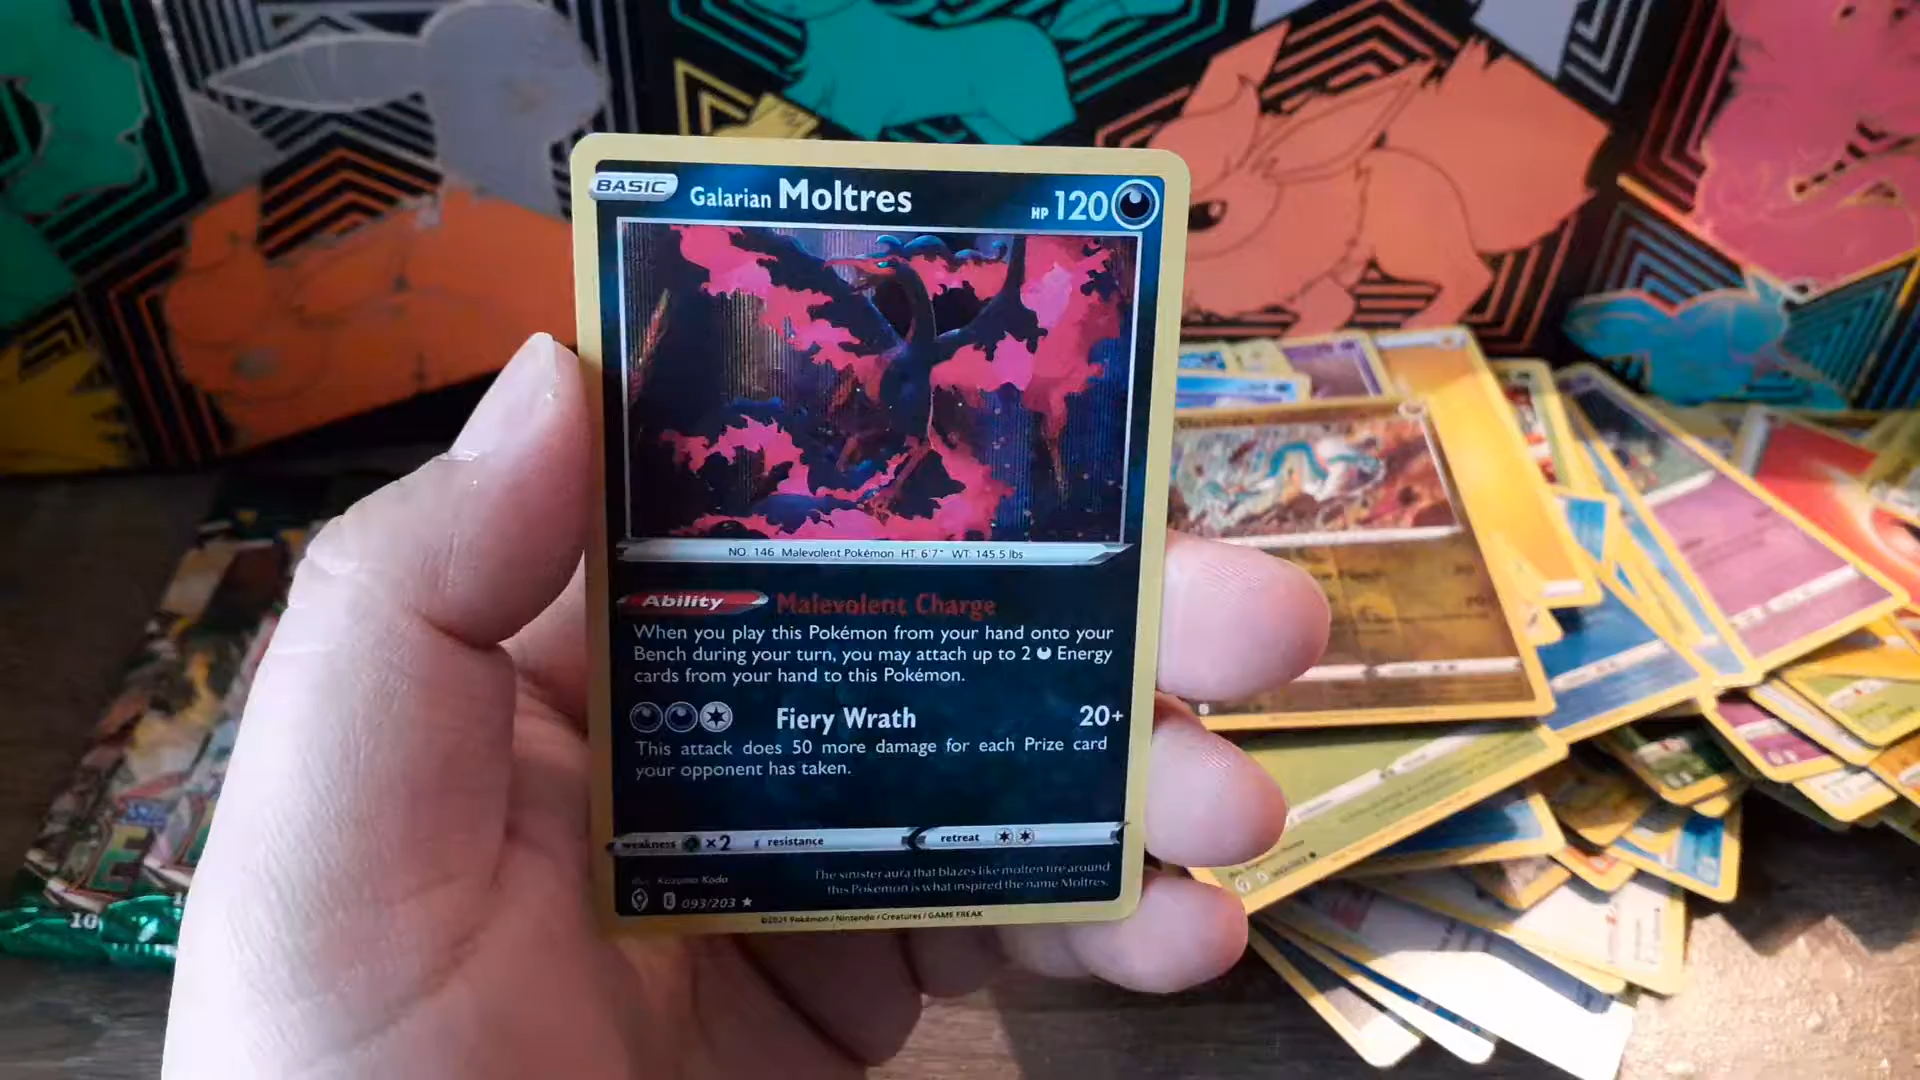 BASIC
Galarian Moltres
HP 120
NO. 146 Malevolent Pokémon HT: 6'7" WT: 145.5 lbs
Ability Malevolent Charge
When you play this Pokémon from your hand onto your
Bench during your turn, you may attach up to 2 Energy
cards from your hand to this Pokémon.
Fiery Wrath 20+
This attack does 50 more damage for each Prize card
your opponent has taken.
weakness ×2 resistance retreat
The sinister aura that blazes like molten fire around
this Pokémon is what inspired the name Moltres.
E 093/203 ★
©2021 Pokémon / Nintendo / Creatures / GAME FREAK
10